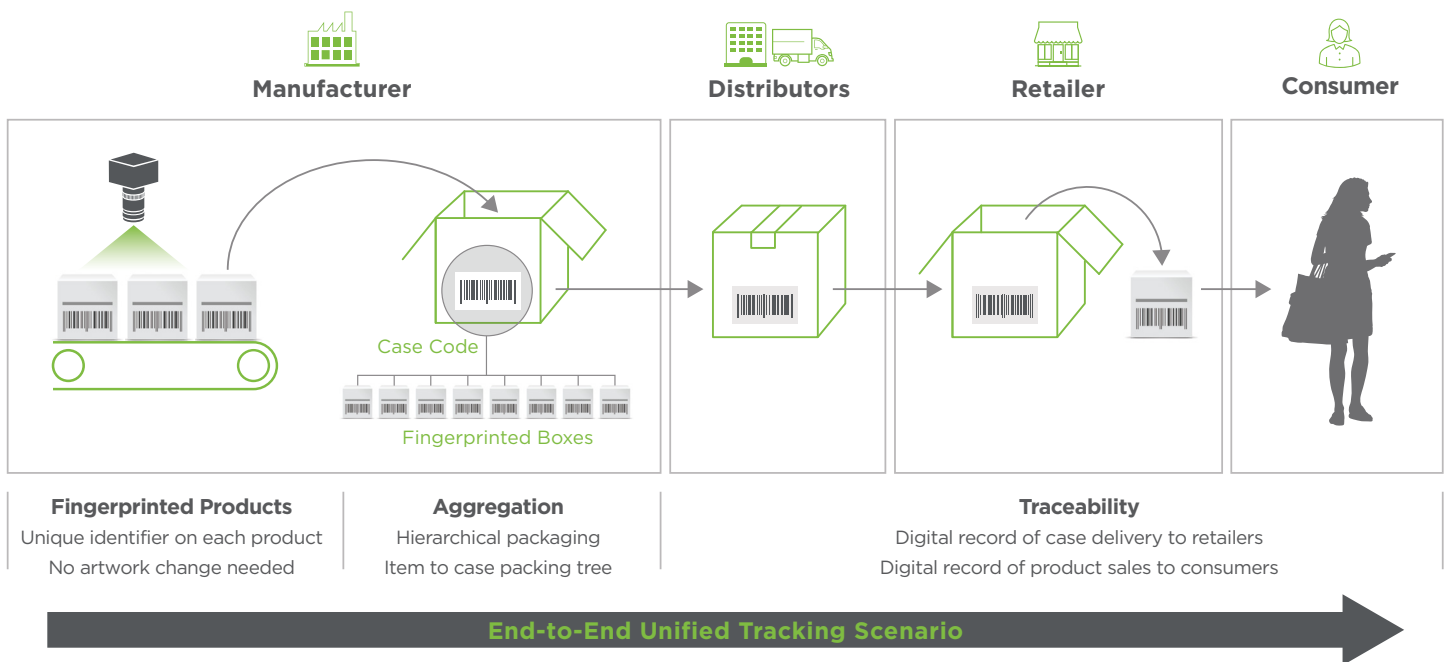 Manufacturer
Distributors
Retailer
Consumer
Case Code
Fingerprinted Boxes
Fingerprinted Products
Unique identifier on each product
No artwork change needed
Aggregation
Hierarchical packaging
Item to case packing tree
Traceability
Digital record of case delivery to retailers
Digital record of product sales to consumers
End-to-End Unified Tracking Scenario